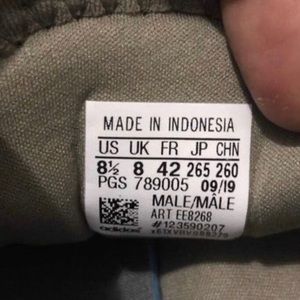 MADE IN INDONESIA
US UK FR JP CHN
8½ 8 42 265 260
PGS 789005 09/19
MALE/MÂLE
ART EE8268
adidas #123590207